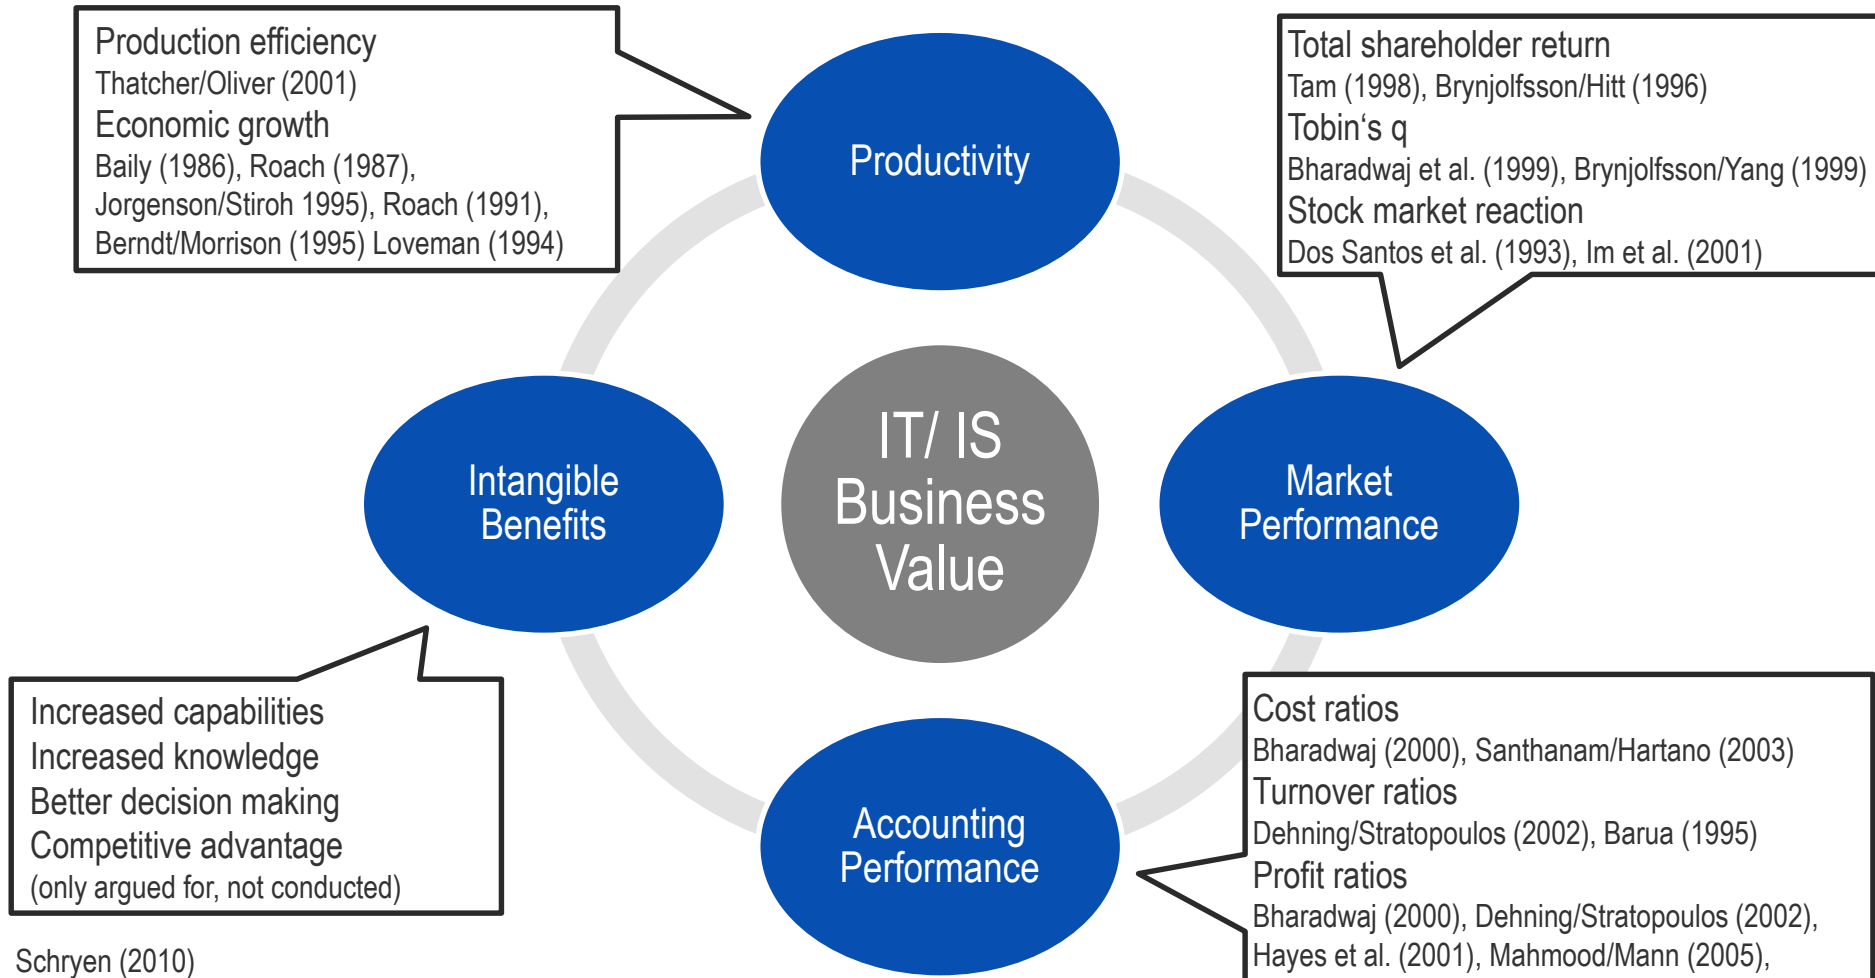 Production efficiency
Thatcher/Oliver (2001)
Economic growth
Baily (1986), Roach (1987),
Jorgenson/Stiroh 1995), Roach (1991),
Berndt/Morrison (1995) Loveman (1994)
Productivity
Total shareholder return
Tam (1998), Brynjolfsson/Hitt (1996)
Tobin‘s q
Bharadwaj et al. (1999), Brynjolfsson/Yang (1999)
Stock market reaction
Dos Santos et al. (1993), Im et al. (2001)
Intangible
Benefits
IT/ IS
Business
Value
Market
Performance
Increased capabilities
Increased knowledge
Better decision making
Competitive advantage
(only argued for, not conducted)
Accounting
Performance
Cost ratios
Bharadwaj (2000), Santhanam/Hartano (2003)
Turnover ratios
Dehning/Stratopoulos (2002), Barua (1995)
Profit ratios
Bharadwaj (2000), Dehning/Stratopoulos (2002),
Hayes et al. (2001), Mahmood/Mann (2005),
Schryen (2010)